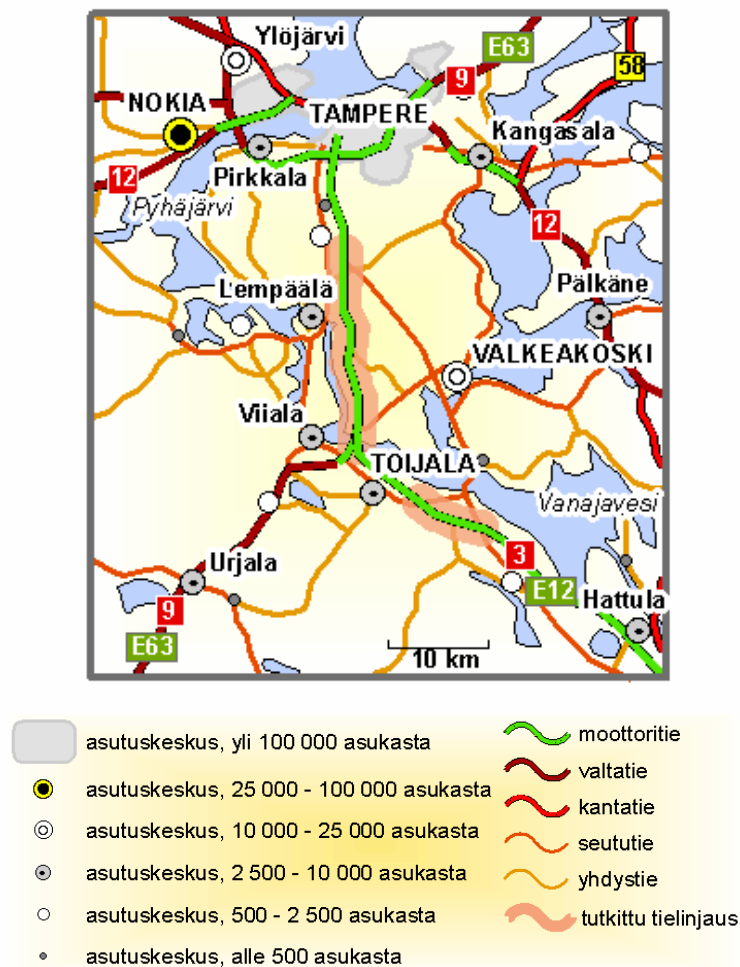 Ylöjärvi
E63
9
58
NOKIA
TAMPERE
Kangasala
Pirkkala
12
Pyhäjärvi
12
Pälkäne
Lempäälä
VALKEAKOSKI
Viiala
TOIJALA
Vanajavesi
3
Urjala
E12
Hattula
9
E63
10 km
asutuskeskus, yli 100 000 asukasta
asutuskeskus, 25 000 - 100 000 asukasta
asutuskeskus, 10 000 - 25 000 asukasta
asutuskeskus, 2 500 - 10 000 asukasta
asutuskeskus, 500 - 2 500 asukasta
asutuskeskus, alle 500 asukasta
moottoritie
valtatie
kantatie
seututie
yhdystie
tutkittu tielinjaus